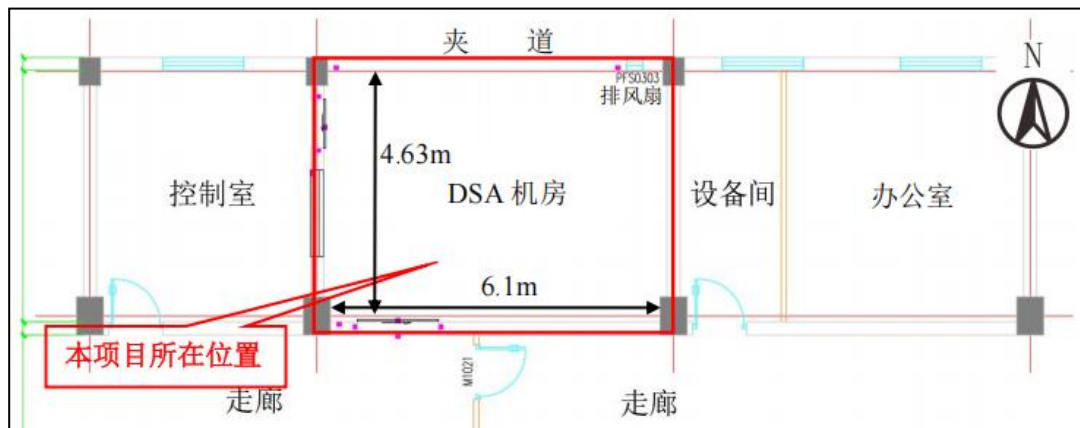 夹 道
N
PFS0303
排风扇
4.63m
控制室
DSA 机房
设备间
办公室
6.1m
本项目所在位置
M1021
走廊
走廊